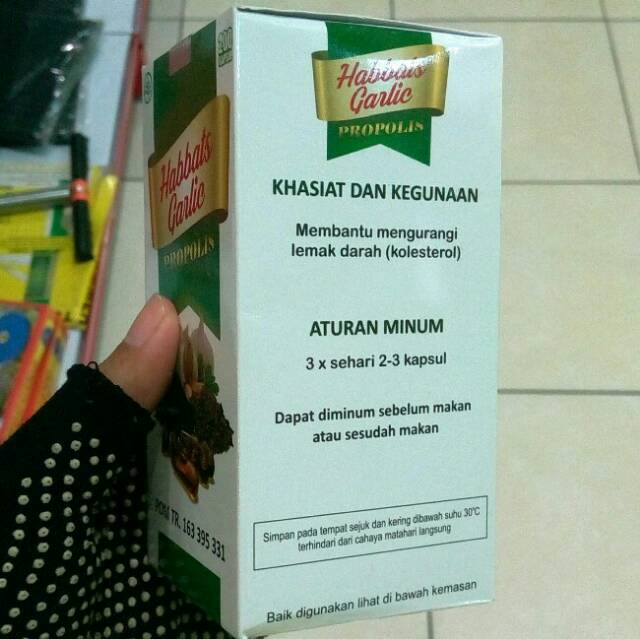 Habbats
Garlic
PROPOLIS
POM TR. 163 395 331
Habbats
Garlic
PROPOLIS
KHASIAT DAN KEGUNAAN
Membantu mengurangi
lemak darah (kolesterol)
ATURAN MINUM
3 x sehari 2-3 kapsul
Dapat diminum sebelum makan
atau sesudah makan
Simpan pada tempat sejuk dan kering dibawah suhu 30°C
terhindari dari cahaya matahari langsung
Baik digunakan lihat di bawah kemasan